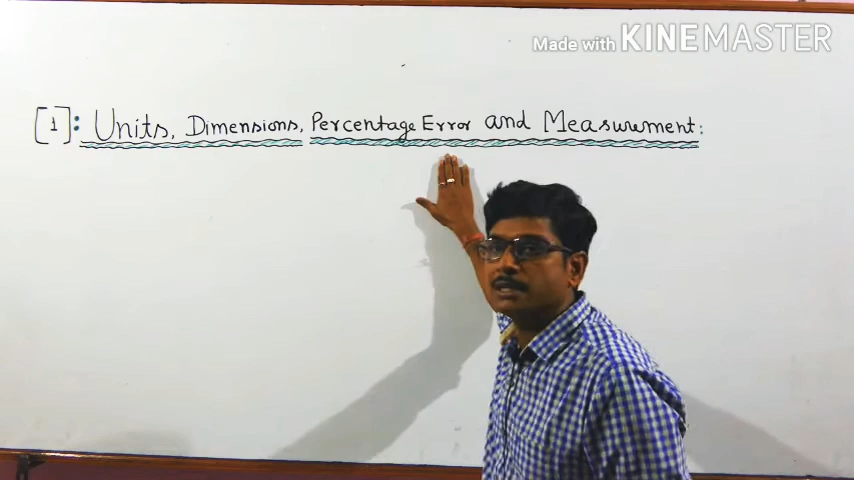 Made with KINEMASTER
[1]: Units, Dimensions, Percentage Error and Measurement: